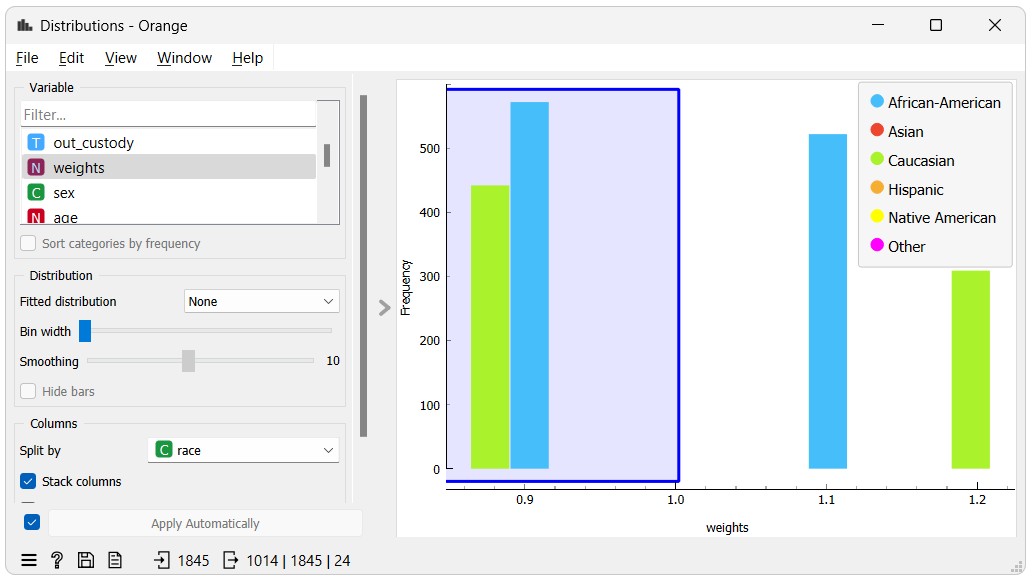 Distributions - Orange
File Edit View Window Help
Variable
Filter...
T out_custody
N weights
C sex
N age
Sort categories by frequency
Distribution
Fitted distribution None
Bin width
Smoothing 10
Hide bars
Columns
Split by C race
Stack columns
Apply Automatically
1845 1014 | 1845 | 24
African-American
Asian
Caucasian
Hispanic
Native American
Other
Frequency
500
400
300
200
100
0
0.9 1.0 1.1 1.2
weights